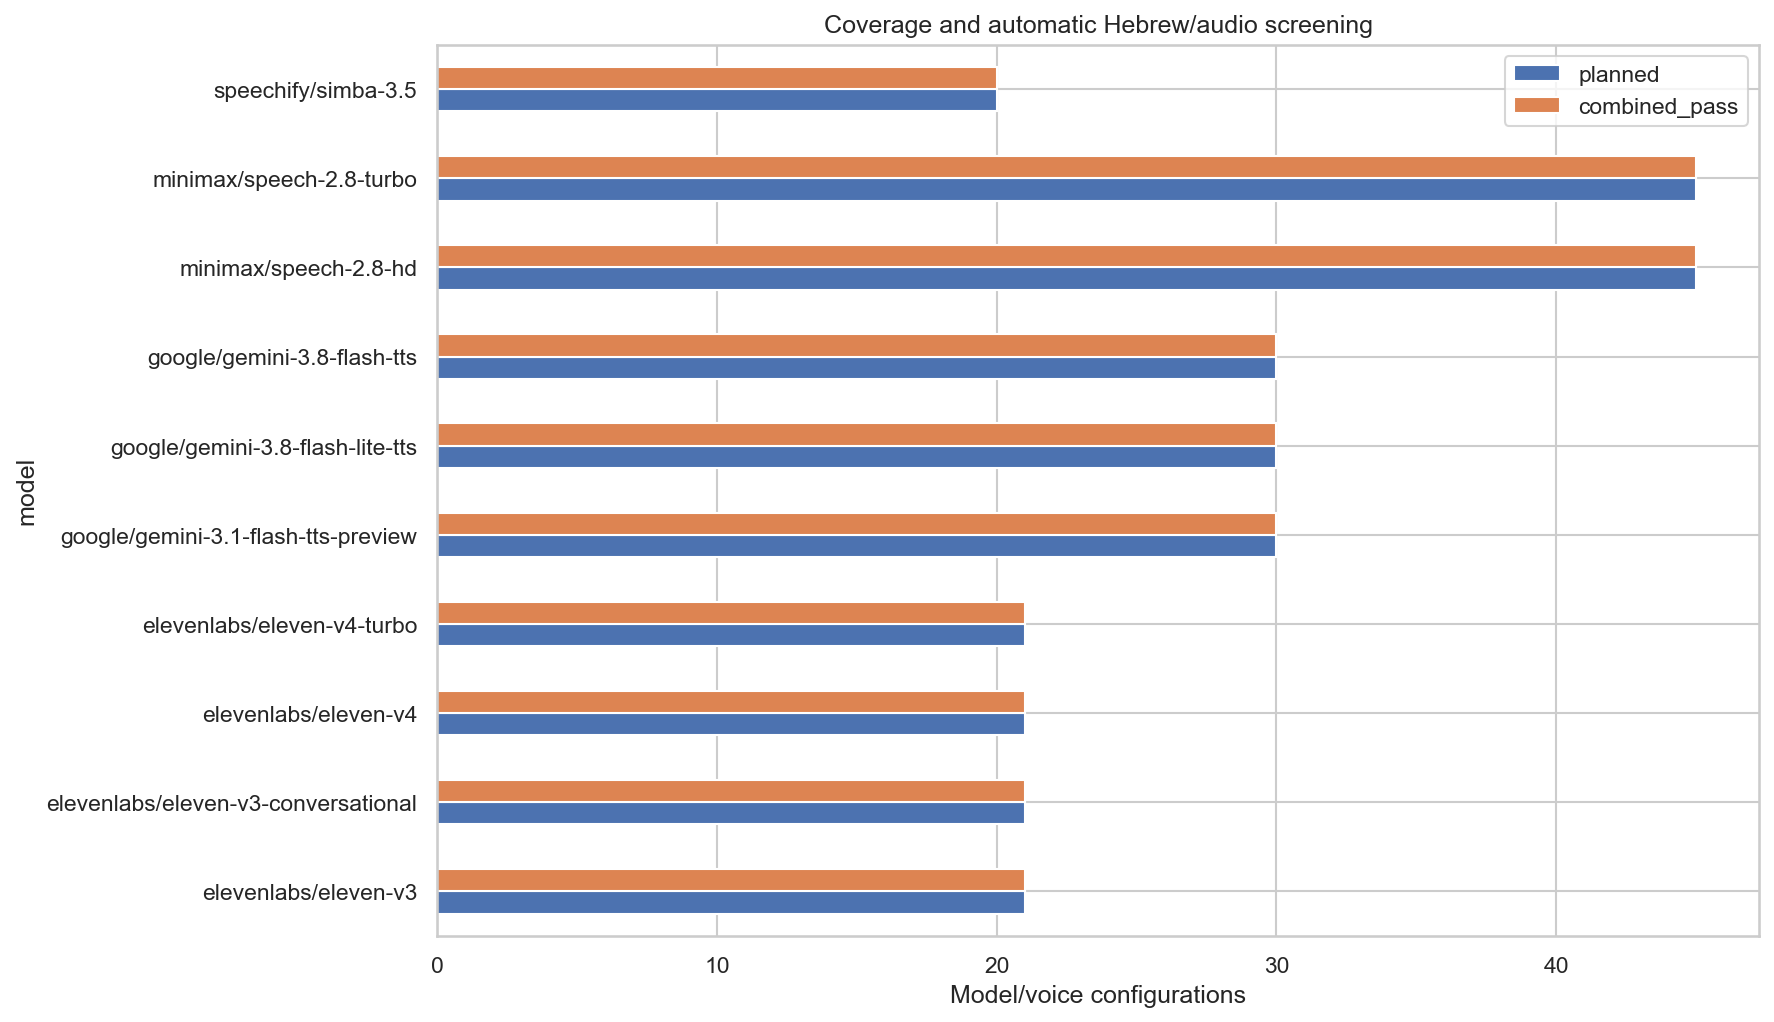 Coverage and automatic Hebrew/audio screening
planned
combined_pass
speechify/simba-3.5
minimax/speech-2.8-turbo
minimax/speech-2.8-hd
google/gemini-3.8-flash-tts
google/gemini-3.8-flash-lite-tts
google/gemini-3.1-flash-tts-preview
elevenlabs/eleven-v4-turbo
elevenlabs/eleven-v4
elevenlabs/eleven-v3-conversational
elevenlabs/eleven-v3
model
0 10 20 30 40
Model/voice configurations